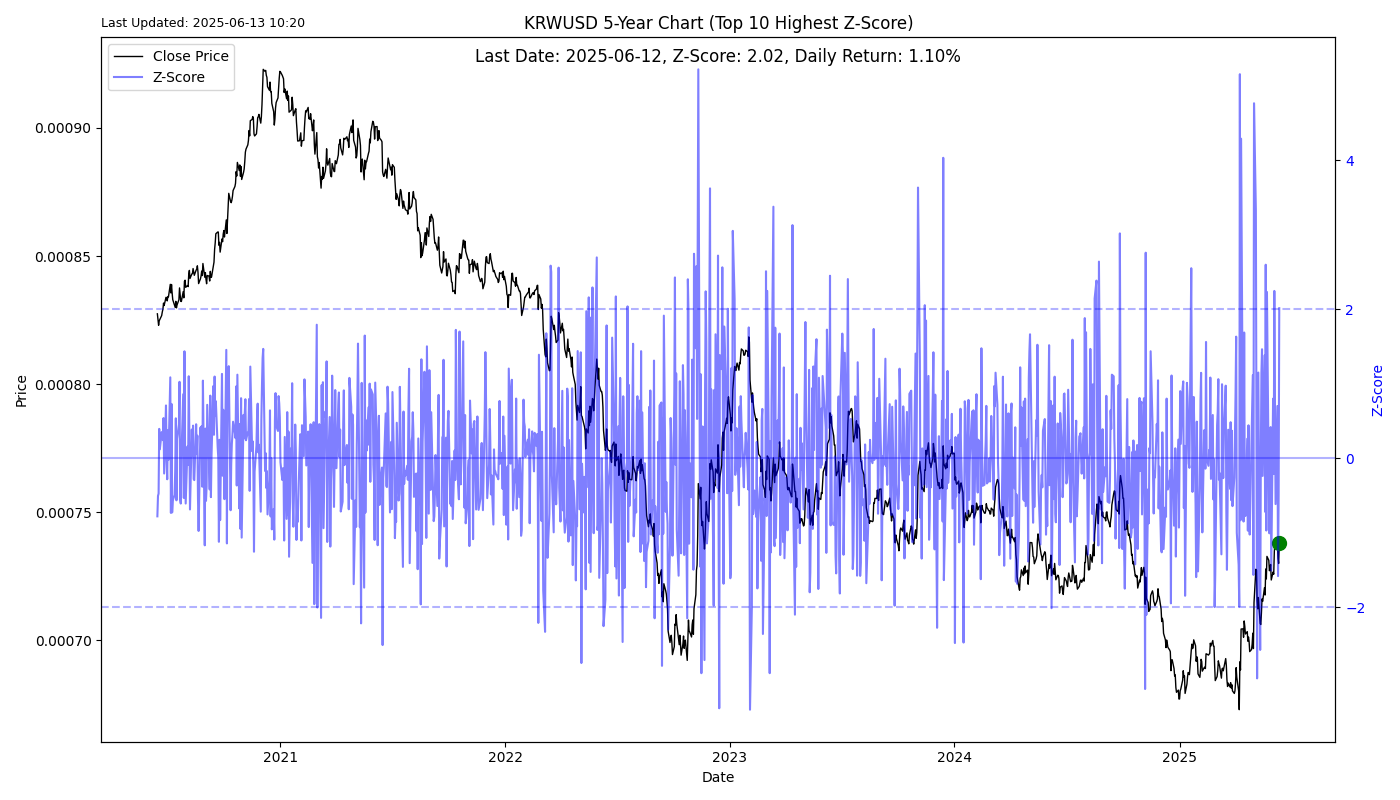 Last Updated: 2025-06-13 10:20
KRWUSD 5-Year Chart (Top 10 Highest Z-Score)
Last Date: 2025-06-12, Z-Score: 2.02, Daily Return: 1.10%
Close Price
Z-Score
0.00090
0.00085
0.00080
0.00075
0.00070
Price
4
2
0
−2
Z-Score
2021
2022
2023
2024
2025
Date